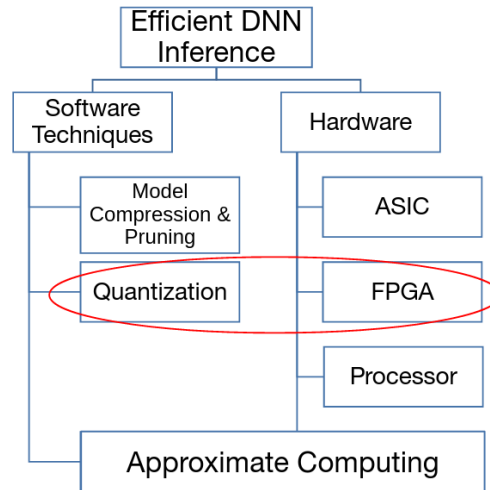 Efficient DNN
Inference
Software
Techniques
Hardware
Model
Compression &
Pruning
ASIC
Quantization
FPGA
Processor
Approximate Computing